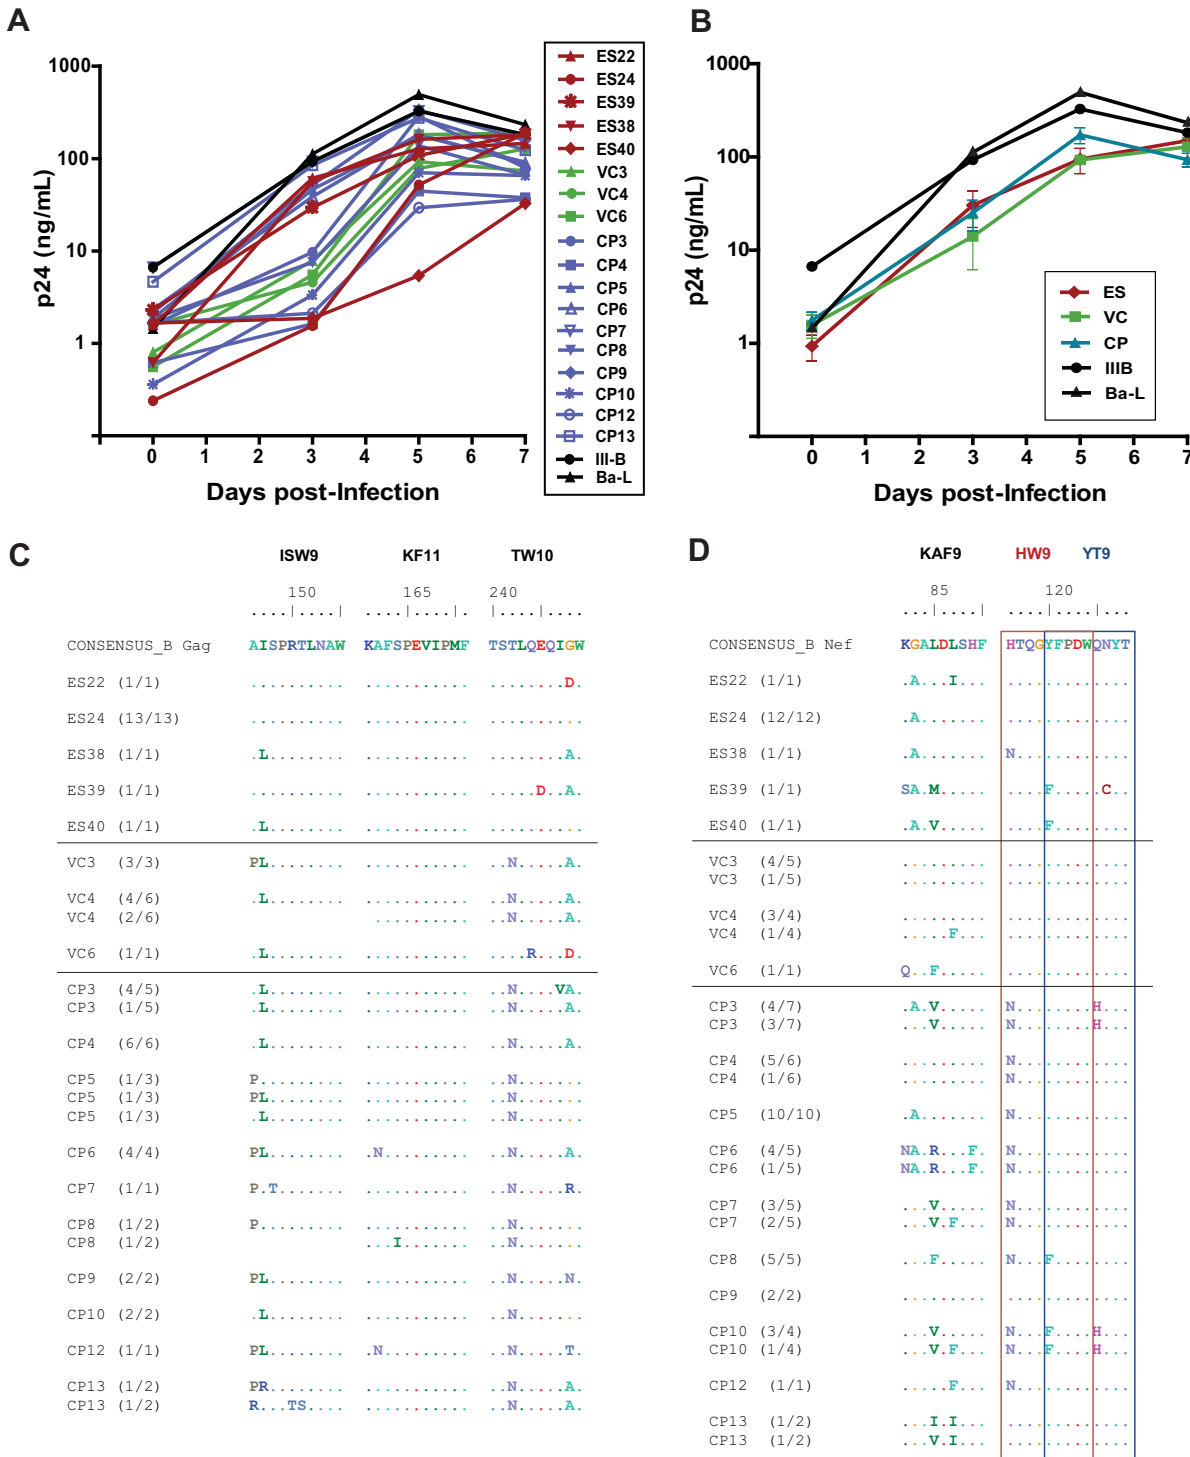 A
1000
100
10
1
p24 (ng/mL)
0 1 2 3 4 5 6 7
Days post-Infection
ES22
ES24
ES39
ES38
ES40
VC3
VC4
VC6
CP3
CP4
CP5
CP6
CP7
CP8
CP9
CP10
CP12
CP13
III-B
Ba-L
B
1000
100
10
1
p24 (ng/mL)
0 1 2 3 4 5 6 7
Days post-Infection
ES
VC
CP
IIIB
Ba-L
C
ISW9 KF11 TW10
150 165 240
CONSENSUS_B Gag AISPRTLNAW KAFSPEVIPMF TSTLQEQIGW
ES22 (1/1) .......... ........... ........D.
ES24 (13/13) .......... ........... ..........
ES38 (1/1) .L........ ........... ........A.
ES39 (1/1) .......... ........... .....D..A.
ES40 (1/1) .L........ ........... ..........
VC3 (3/3) PL........ ........... ..N.....A.
VC4 (4/6) .L........ ........... ..N.....A.
VC4 (2/6) .......... ..N.....A.
VC6 (1/1) .L........ ........... ....R...D.
CP3 (4/5) .L........ ........... ..N....VA.
CP3 (1/5) .L........ ........... ..N.....A.
CP4 (6/6) .L........ ........... ..N.....A.
CP5 (1/3) P......... ........... ..N.......
CP5 (1/3) PL........ ........... ..N.......
CP5 (1/3) .L........ ........... ..N.......
CP6 (4/4) PL........ .N......... ..N.....A.
CP7 (1/1) P.T....... ........... ..N.....R.
CP8 (1/2) P......... ........... ..N.......
CP8 (1/2) ...I....... ..N.......
CP9 (2/2) PL........ ........... ..N.....N.
CP10 (2/2) .L........ ........... ..N.......
CP12 (1/1) PL........ .N......... ..N.....T.
CP13 (1/2) PR........ ........... ..N.....A.
CP13 (1/2) R...TS.... ........... ..N.....A.
D
KAF9 HW9 YT9
85 120
CONSENSUS_B Nef KGALDLSHF HTQGYFPDWQNYT
ES22 (1/1) .A...I... .............
ES24 (12/12) .A....... .............
ES38 (1/1) .A....... N............
ES39 (1/1) SA.M..... ....F.....C..
ES40 (1/1) .A.V..... ....F........
VC3 (4/5) ......... .............
VC3 (1/5) ......... .............
VC4 (3/4) ......... .............
VC4 (1/4) .....F... .............
VC6 (1/1) Q..F..... .............
CP3 (4/7) .A.V..... N........H...
CP3 (3/7) ...V..... N........H...
CP4 (5/6) ......... N............
CP4 (1/6) ......... N............
CP5 (10/10) .A....... N............
CP6 (4/5) NA.R...F. N............
CP6 (1/5) NA.R...F. N............
CP7 (3/5) ...V..... N............
CP7 (2/5) ...V.F... N............
CP8 (5/5) ...F..... N...F........
CP9 (2/2) ......... .............
CP10 (3/4) ...V..... N...F....H...
CP10 (1/4) ...V.F... N...F....H...
CP12 (1/1) .....F... N............
CP13 (1/2) ...I.I... .............
CP13 (1/2) ...V.I... .............